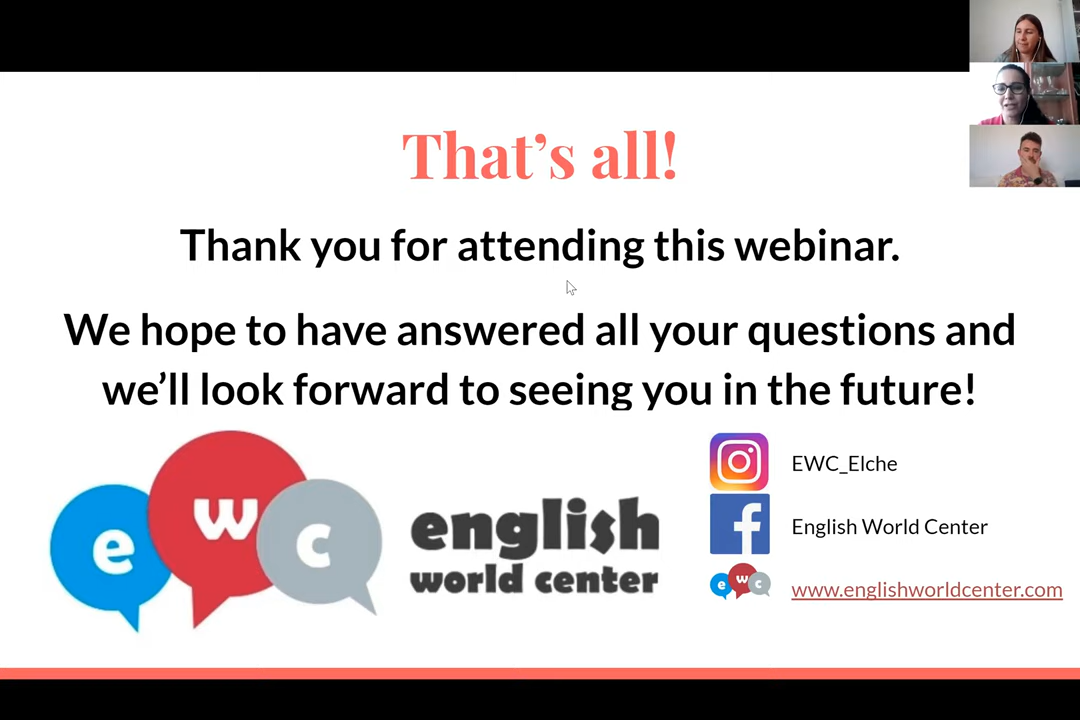 That's all!
Thank you for attending this webinar.
We hope to have answered all your questions and
we'll look forward to seeing you in the future!
e w c
english
world center
EWC_Elche
English World Center
e w c
www.englishworldcenter.com